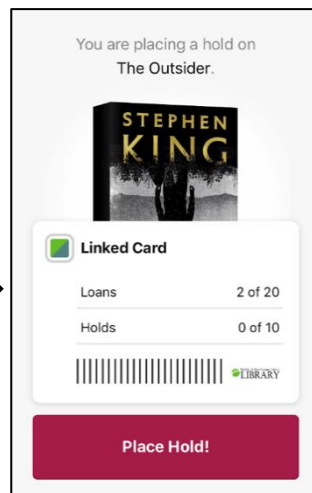 You are placing a hold on
The Outsider.
STEPHEN
KING
Linked Card
Loans 2 of 20
Holds 0 of 10
LIBRARY
Place Hold!